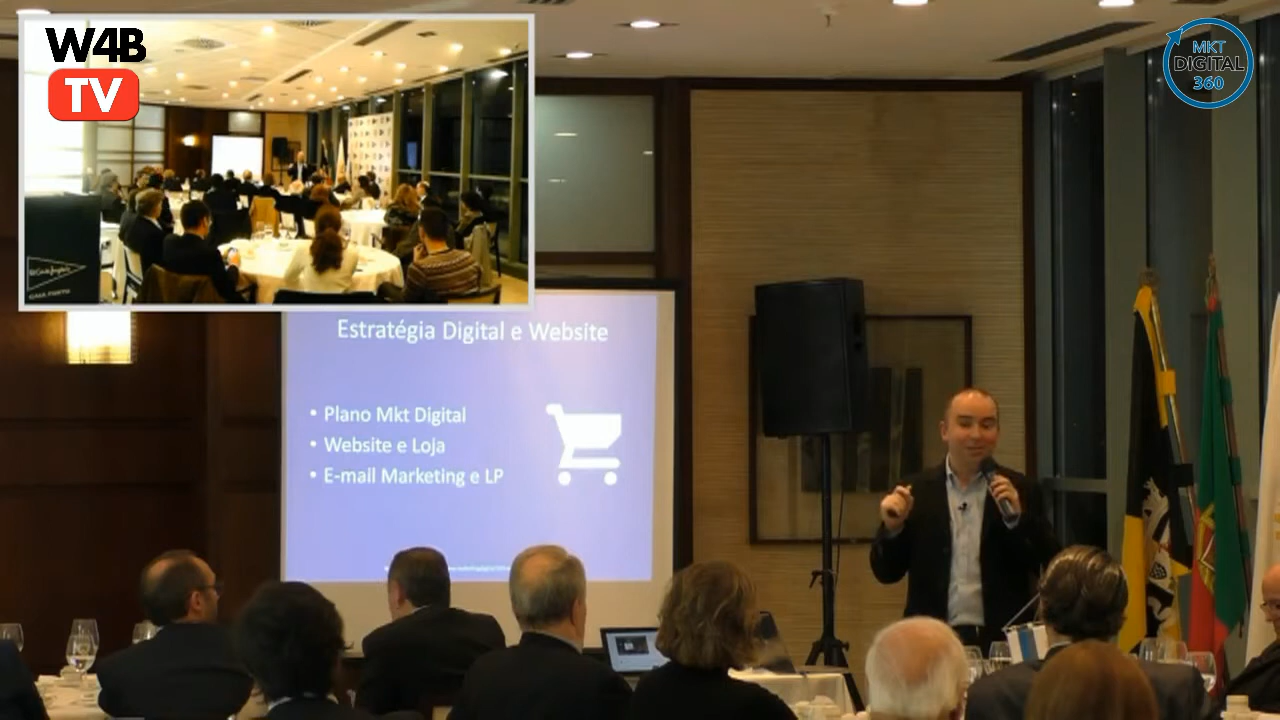 W4B
TV
MKT
DIGITAL
360
Estratégia Digital e Website
• Plano Mkt Digital
• Website e Loja
• E-mail Marketing e LP